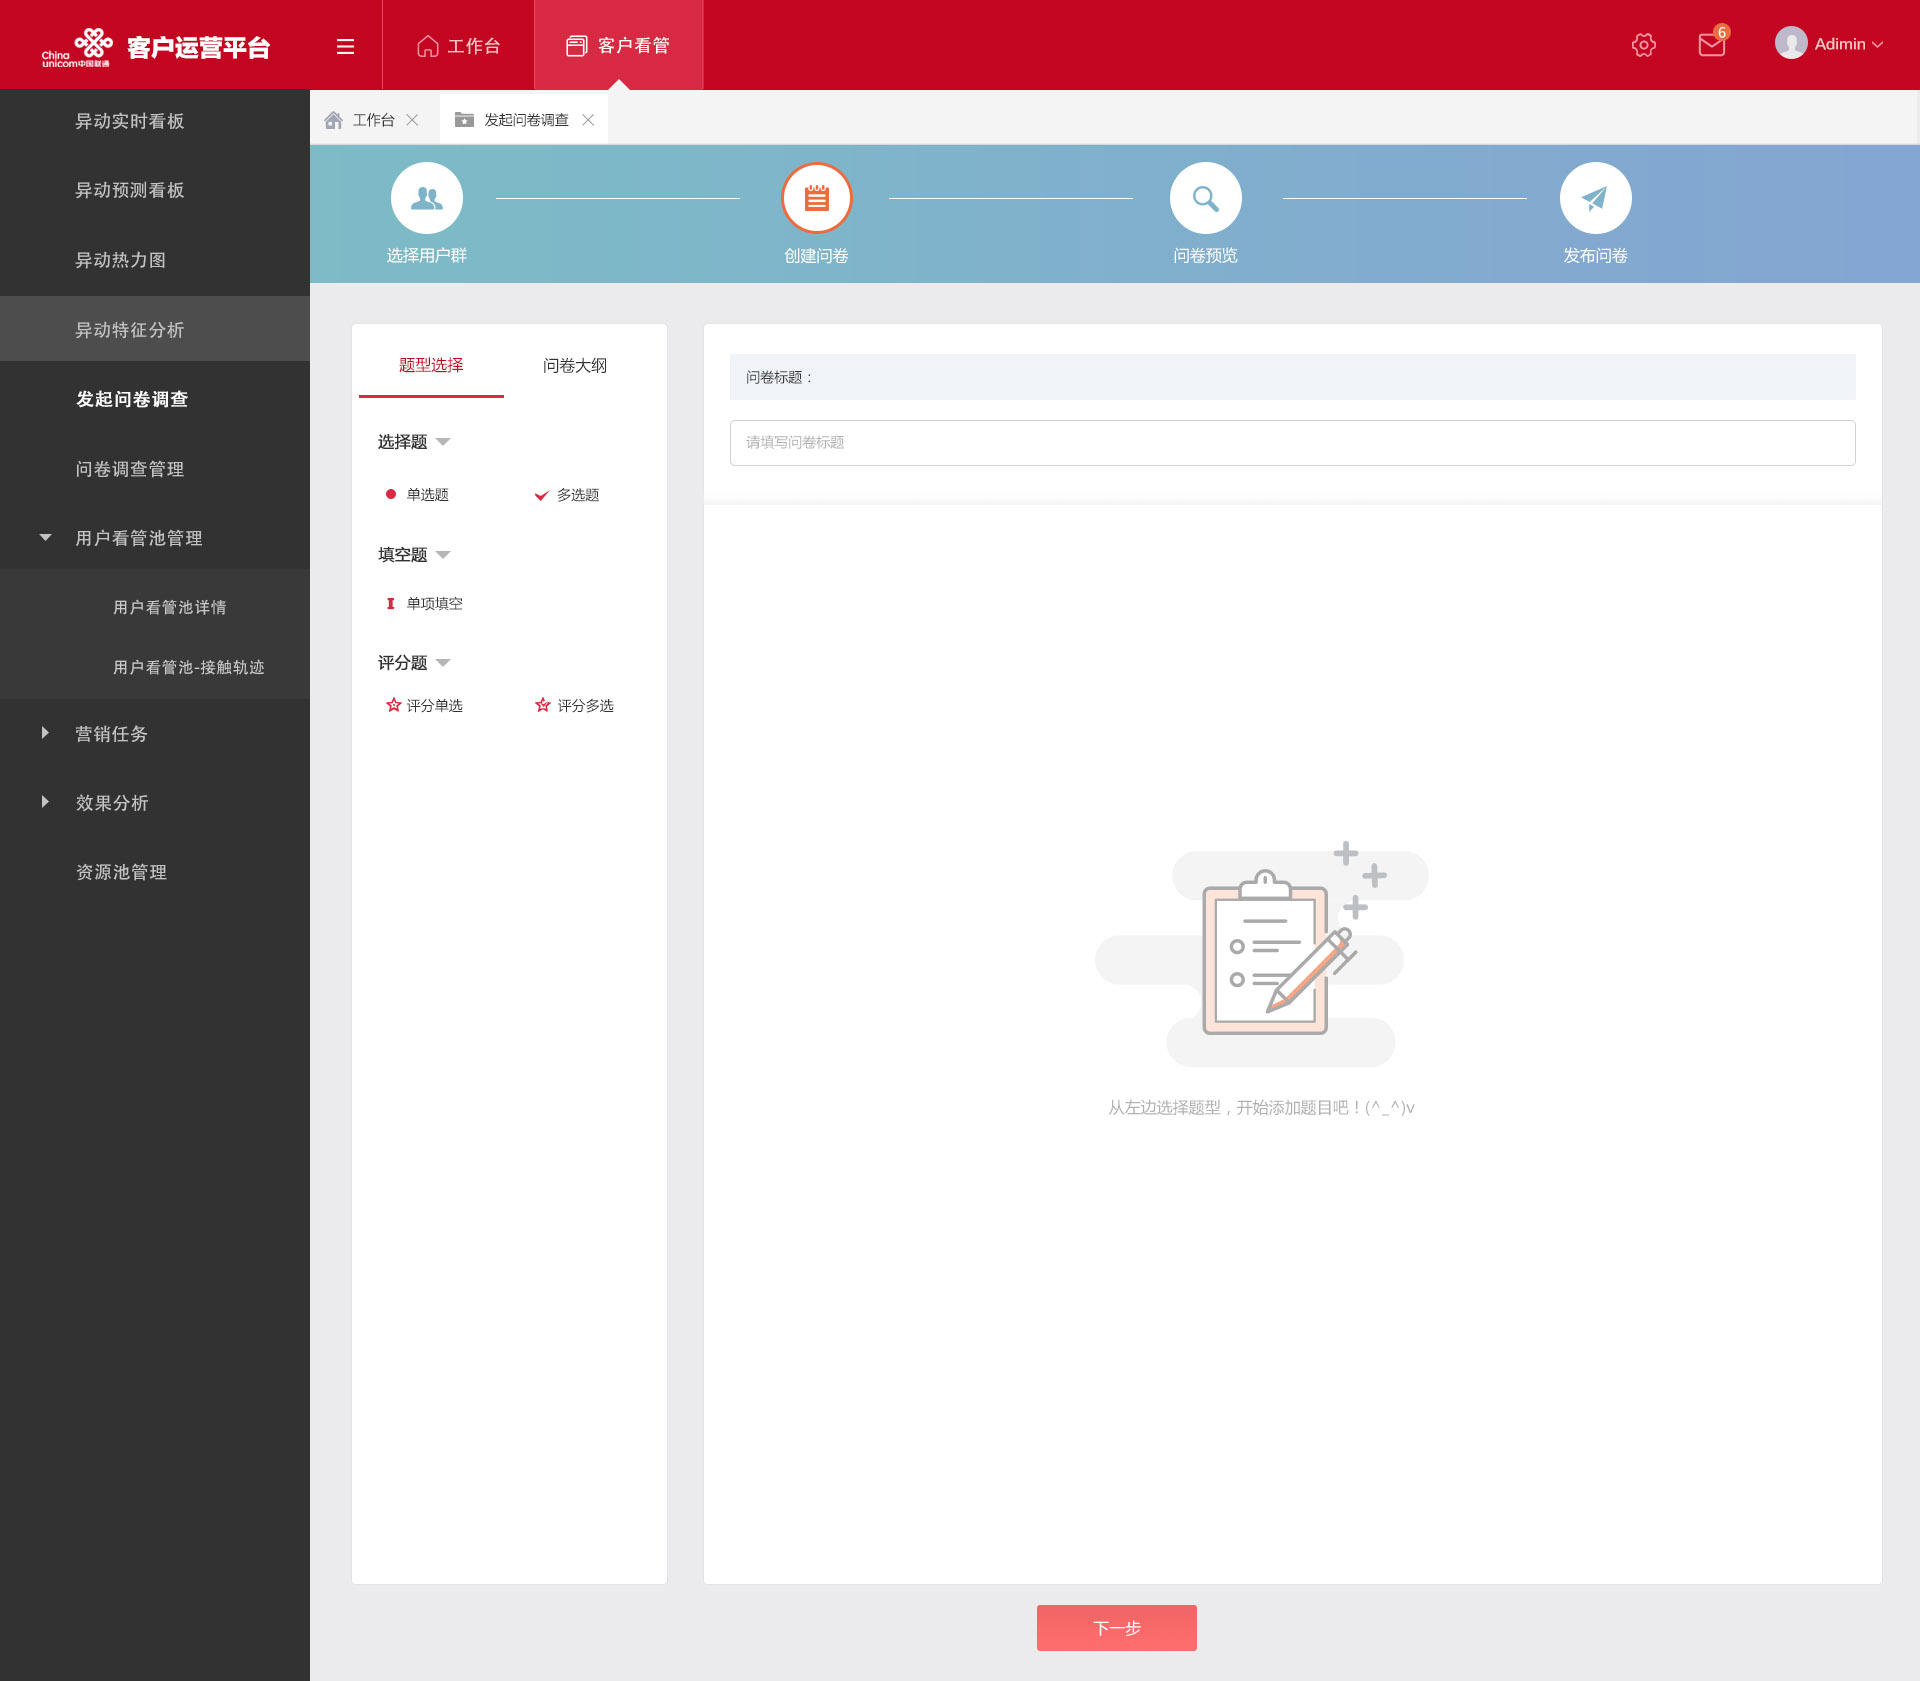 China
unicom中国联通
客户运营平台
工作台
客户看管
6
Adimin
异动实时看板
异动预测看板
异动热力图
异动特征分析
发起问卷调查
问卷调查管理
用户看管池管理
用户看管池详情
用户看管池-接触轨迹
营销任务
效果分析
资源池管理
工作台
发起问卷调查
选择用户群
创建问卷
问卷预览
发布问卷
题型选择
问卷大纲
选择题
单选题
多选题
填空题
单项填空
评分题
评分单选
评分多选
问卷标题：
请填写问卷标题
从左边选择题型，开始添加题目吧！(^_^)v
下一步